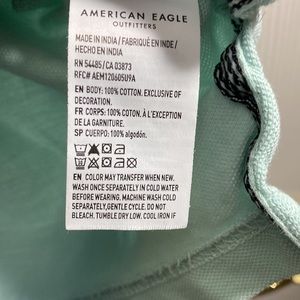 AMERICAN EAGLE
OUTFITTERS
MADE IN INDIA / FABRIQUÉ EN INDE /
HECHO EN INDIA
RN 54485/CA 03873
RFC# AEM120605U9A
EN BODY: 100% COTTON. EXCLUSIVE OF
DECORATION.
FR CORPS: 100% COTON. À L'EXCEPTION
DE LA GARNITURE.
SP CUERPO: 100% algodón.
EN COLOR MAY TRANSFER WHEN NEW.
WASH ONCE SEPARATELY IN COLD WATER
BEFORE WEARING. MACHINE WASH COLD
SEPARATELY,GENTLE CYCLE. DO NOT
BLEACH. TUMBLE DRY LOW. COOL IRON IF